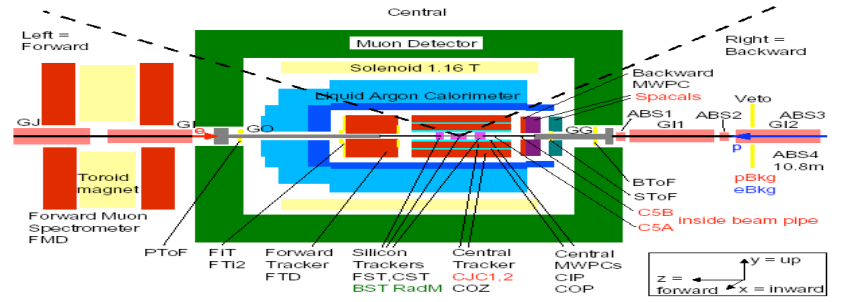 Central
Left =
Forward
Right =
Backward
Muon Detector
Solenoid 1.16 T
Liquid Argon Calorimeter
Backward
MWPC
Spacals
Veto
ABS1
ABS2
ABS3
GJ
GI
e
GO
GG
GI1
GI2
p
ABS4
10.8m
Toroid
magnet
pBkg
eBkg
BToF
SToF
C5B
C5A
inside beam pipe
Forward Muon
Spectrometer
FMD
PToF
FiT
FTi2
Forward
Tracker
FTD
Silicon
Trackers
FST,CST
BST RadM
Central
Tracker
CJC1,2
COZ
Central
MWPCs
CIP
COP
y = up
z =
forward
x = inward